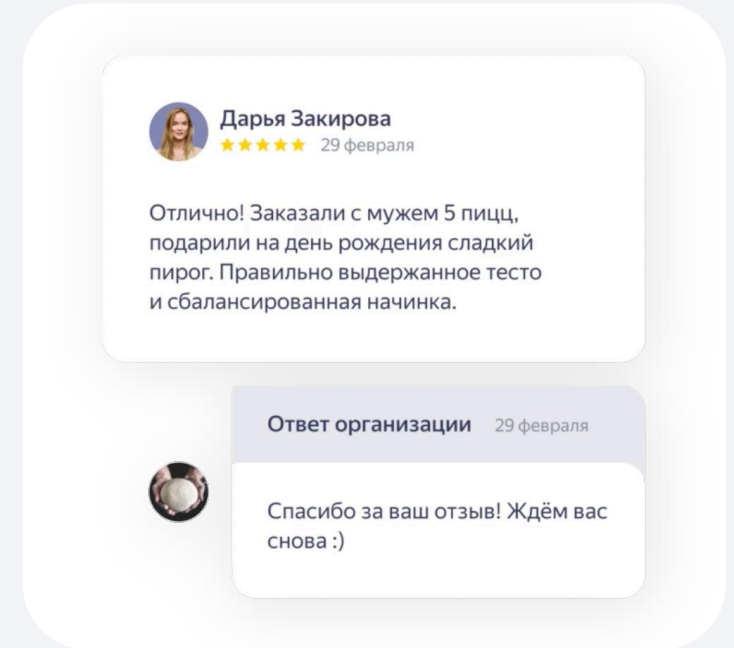 Дарья Закирова
29 февраля
Отлично! Заказали с мужем 5 пицц,
подарили на день рождения сладкий
пирог. Правильно выдержанное тесто
и сбалансированная начинка.
Ответ организации 29 февраля
Спасибо за ваш отзыв! Ждём вас
снова :)